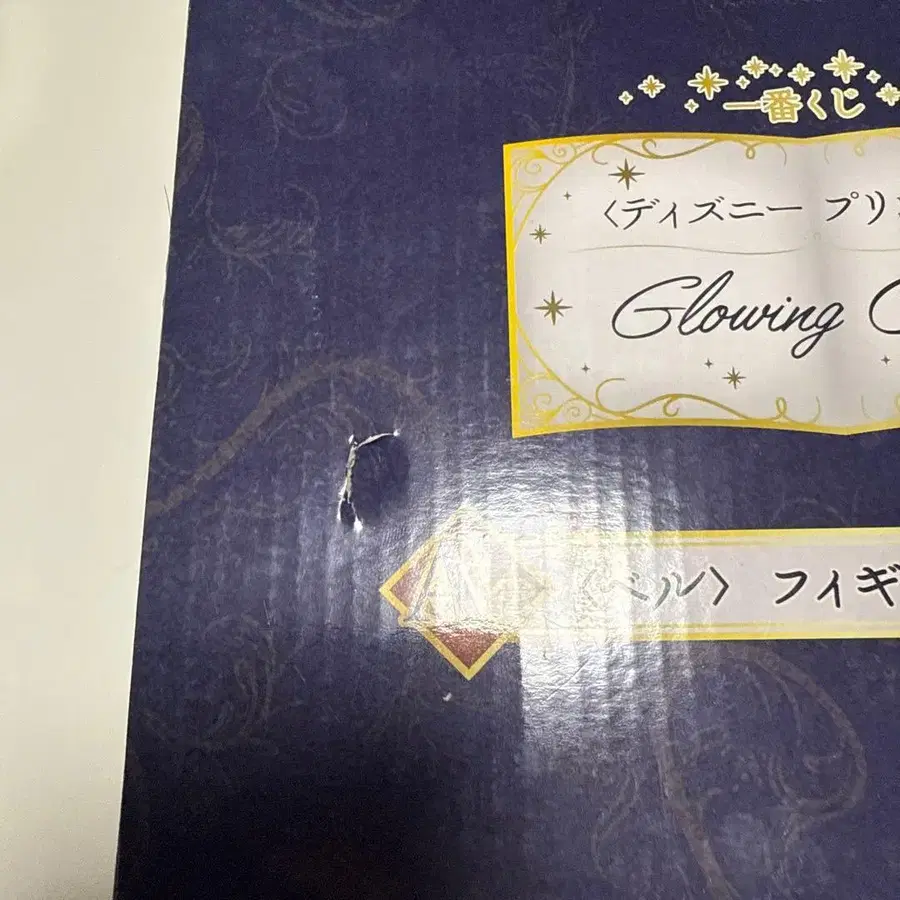 一番くじ
〈ディズニー プリ
Glowing
A
〈ベル〉 フィギ